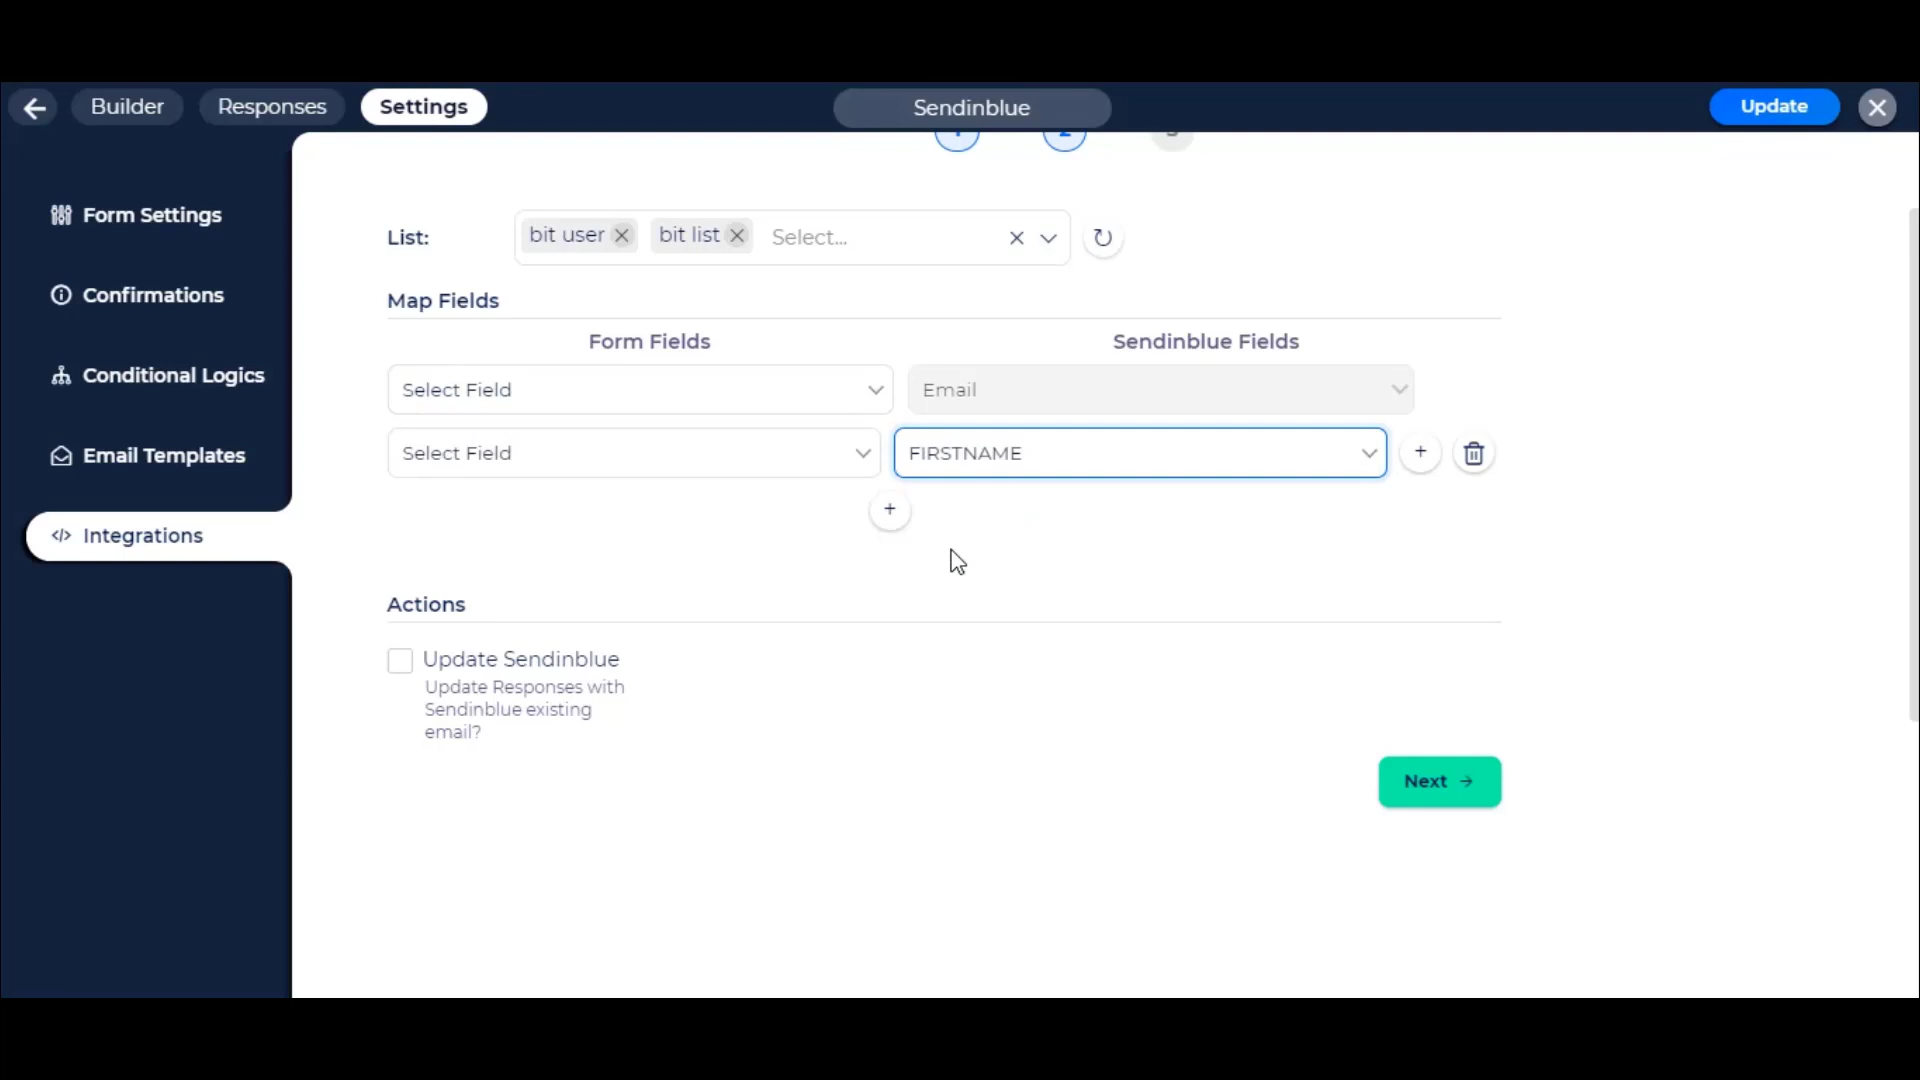 Builder Responses Settings Sendinblue Update
Form Settings
List: bit user bit list Select...
Confirmations
Map Fields
Form Fields Sendinblue Fields
Conditional Logics
Select Field Email
Email Templates
Select Field FIRSTNAME
Integrations
Actions
Update Sendinblue
Update Responses with
Sendinblue existing
email?
Next